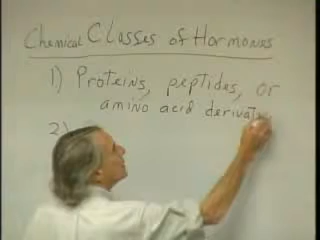 Chemical Classes of Hormones
1) Proteins, peptides, or
amino acid derivat
2)